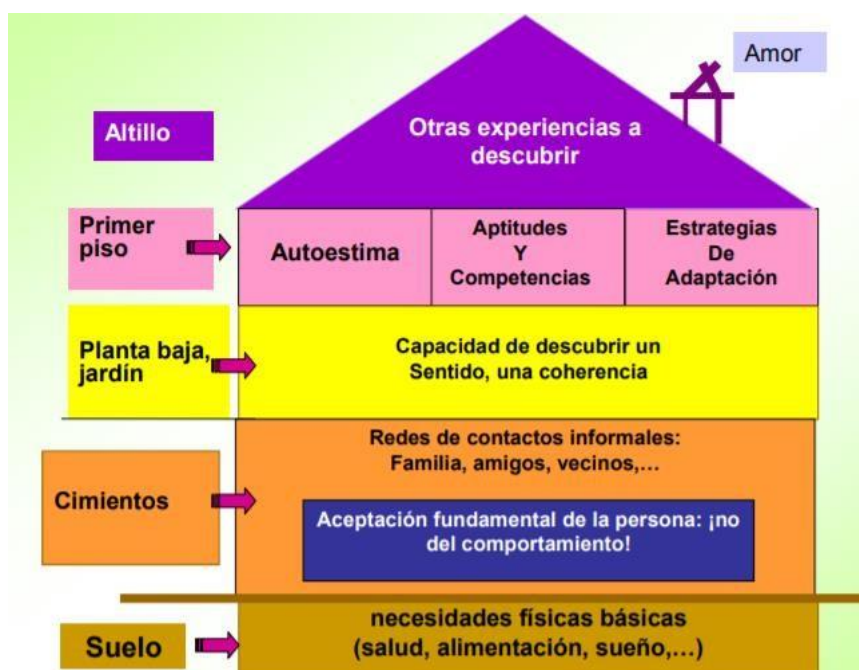 Amor
Altillo
Otras experiencias a
descubrir
Primer
piso
Autoestima
Aptitudes
Y
Competencias
Estrategias
De
Adaptación
Planta baja,
jardín
Capacidad de descubrir un
Sentido, una coherencia
Cimientos
Redes de contactos informales:
Familia, amigos, vecinos,...
Aceptación fundamental de la persona: ¡no
del comportamiento!
Suelo
necesidades físicas básicas
(salud, alimentación, sueño,...)